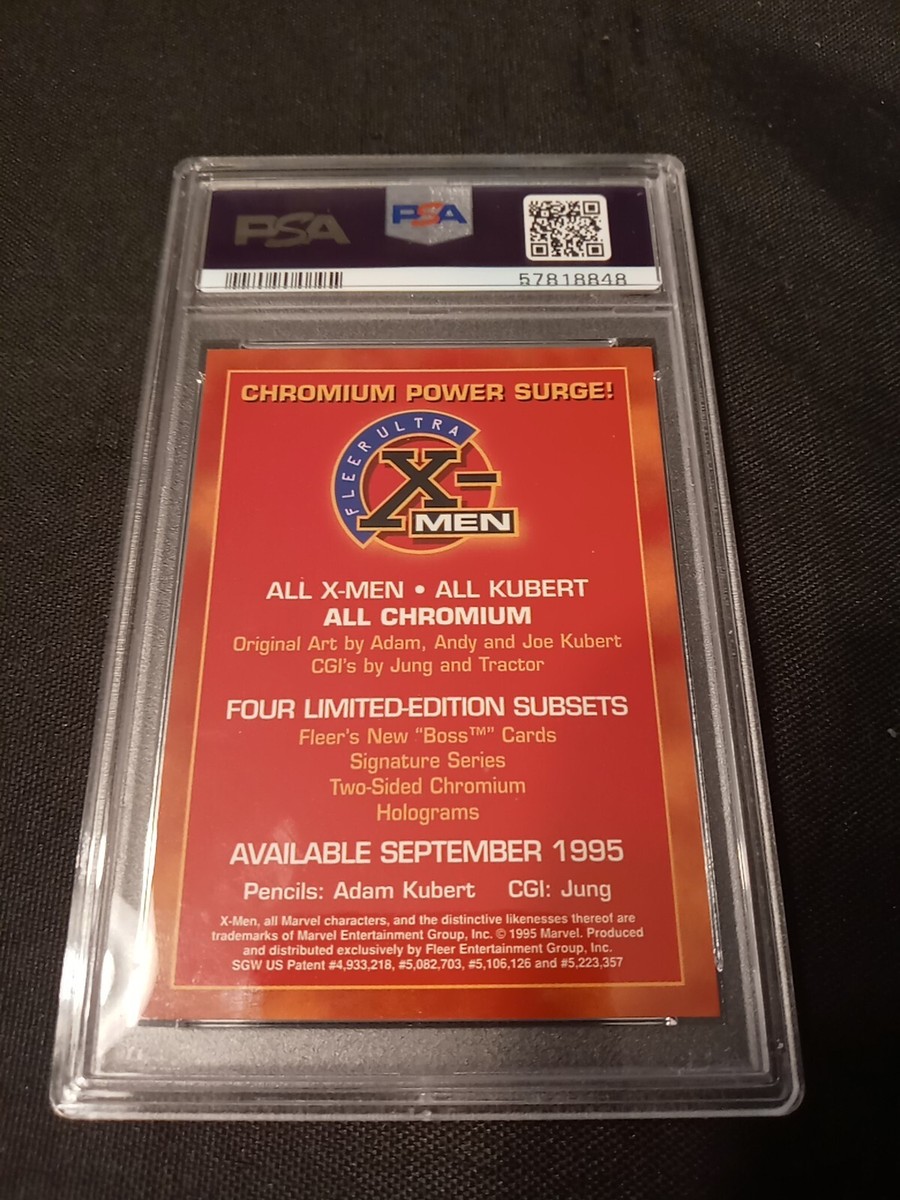 PSA PSA
57818848
CHROMIUM POWER SURGE!
FLEER ULTRA
X-
MEN
ALL X-MEN • ALL KUBERT
ALL CHROMIUM
Original Art by Adam, Andy and Joe Kubert
CGI's by Jung and Tractor
FOUR LIMITED-EDITION SUBSETS
Fleer's New "Boss™" Cards
Signature Series
Two-Sided Chromium
Holograms
AVAILABLE SEPTEMBER 1995
Pencils: Adam Kubert CGI: Jung
X-Men, all Marvel characters, and the distinctive likenesses thereof are
trademarks of Marvel Entertainment Group, Inc. © 1995 Marvel. Produced
and distributed exclusively by Fleer Entertainment Group, Inc.
SGW US Patent #4,933,218, #5,082,703, #5,106,126 and #5,223,357